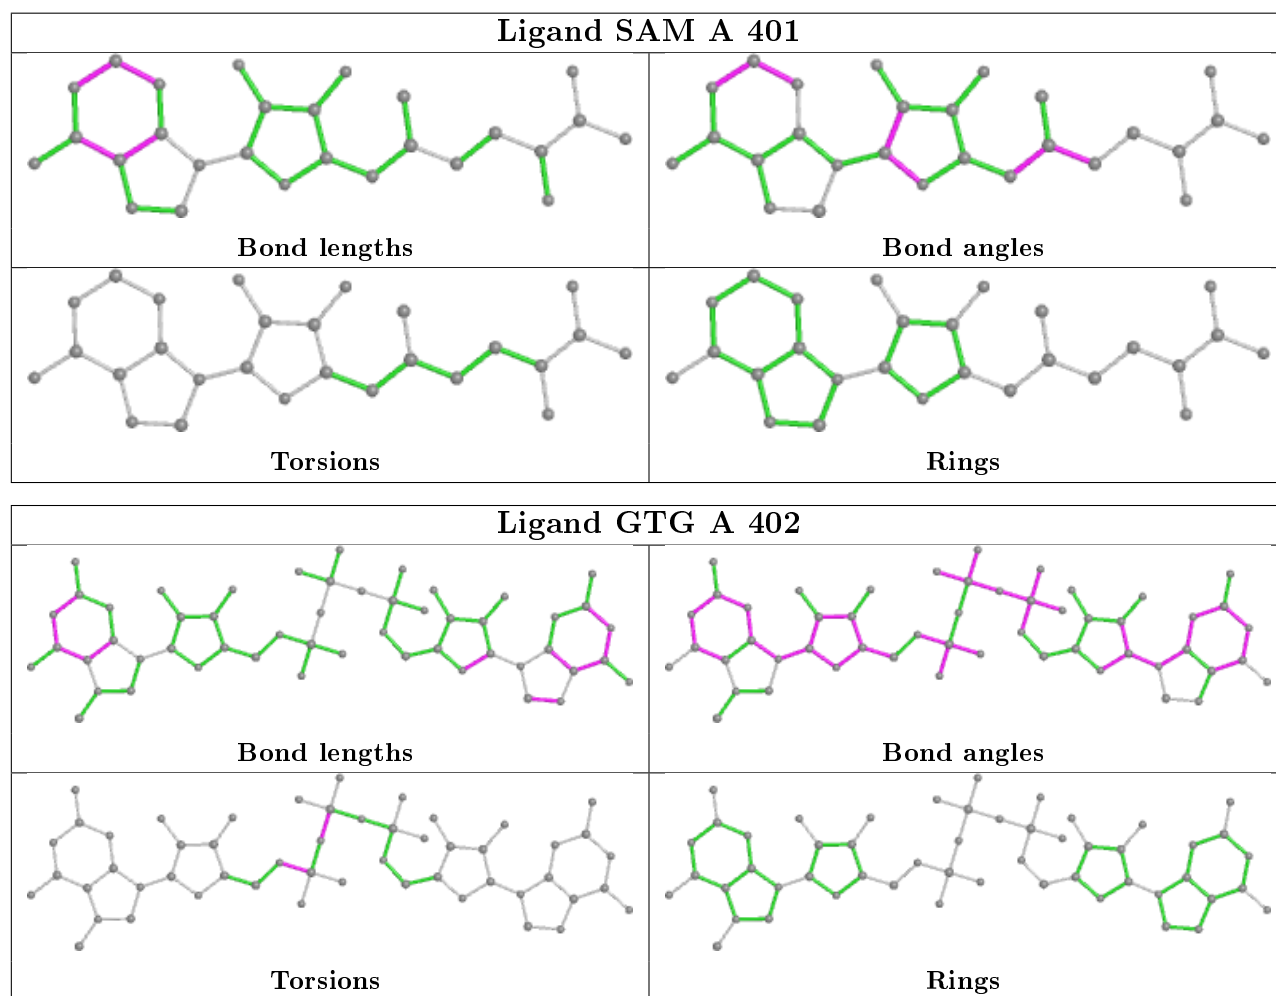 Ligand SAM A 401
Bond lengths
Bond angles
Torsions
Rings
Ligand GTG A 402
Bond lengths
Bond angles
Torsions
Rings